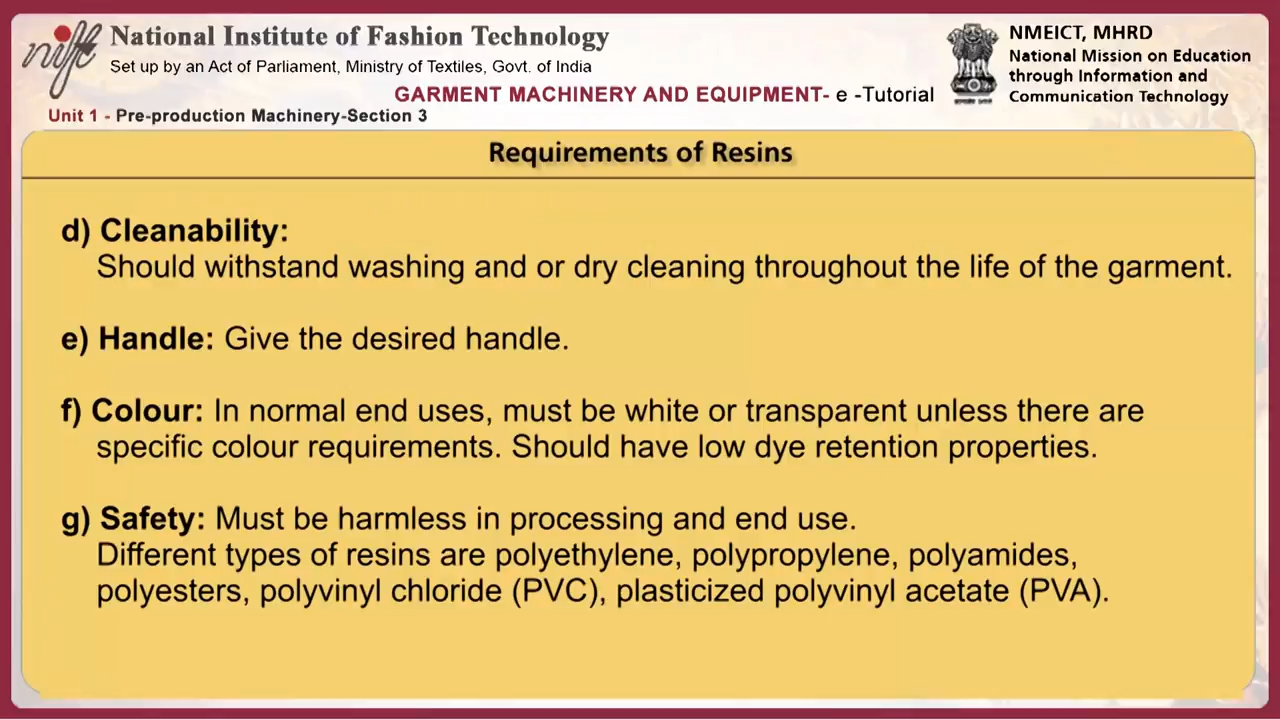 nift
National Institute of Fashion Technology
Set up by an Act of Parliament, Ministry of Textiles, Govt. of India
GARMENT MACHINERY AND EQUIPMENT- e -Tutorial
Unit 1 - Pre-production Machinery-Section 3
NMEICT, MHRD
National Mission on Education
through Information and
Communication Technology
Requirements of Resins
d) Cleanability:
Should withstand washing and or dry cleaning throughout the life of the garment.
e) Handle: Give the desired handle.
f) Colour: In normal end uses, must be white or transparent unless there are
specific colour requirements. Should have low dye retention properties.
g) Safety: Must be harmless in processing and end use.
Different types of resins are polyethylene, polypropylene, polyamides,
polyesters, polyvinyl chloride (PVC), plasticized polyvinyl acetate (PVA).